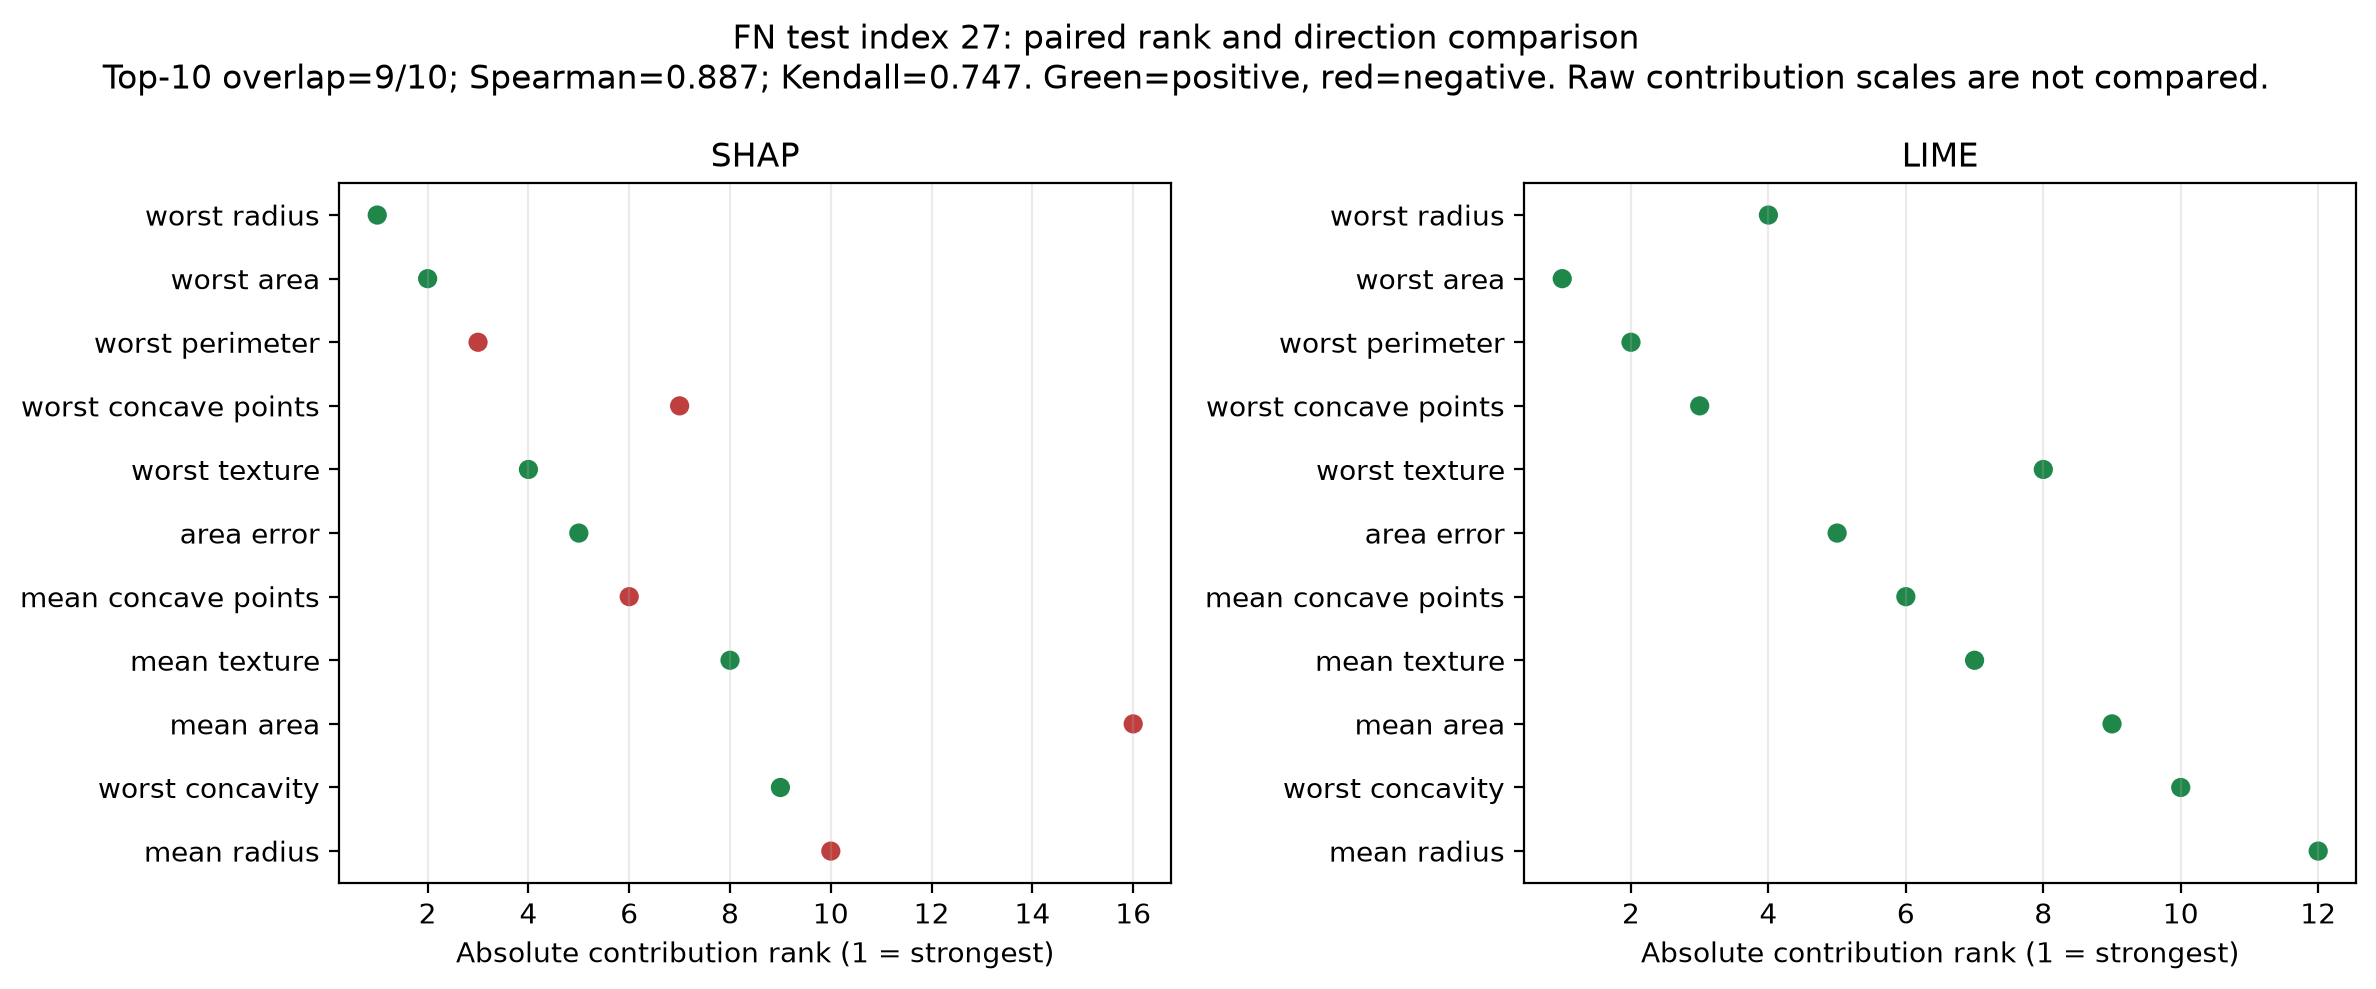 FN test index 27: paired rank and direction comparison
Top-10 overlap=9/10; Spearman=0.887; Kendall=0.747. Green=positive, red=negative. Raw contribution scales are not compared.
SHAP
worst radius
worst area
worst perimeter
worst concave points
worst texture
area error
mean concave points
mean texture
mean area
worst concavity
mean radius
2 4 6 8 10 12 14 16
Absolute contribution rank (1 = strongest)
LIME
worst radius
worst area
worst perimeter
worst concave points
worst texture
area error
mean concave points
mean texture
mean area
worst concavity
mean radius
2 4 6 8 10 12
Absolute contribution rank (1 = strongest)